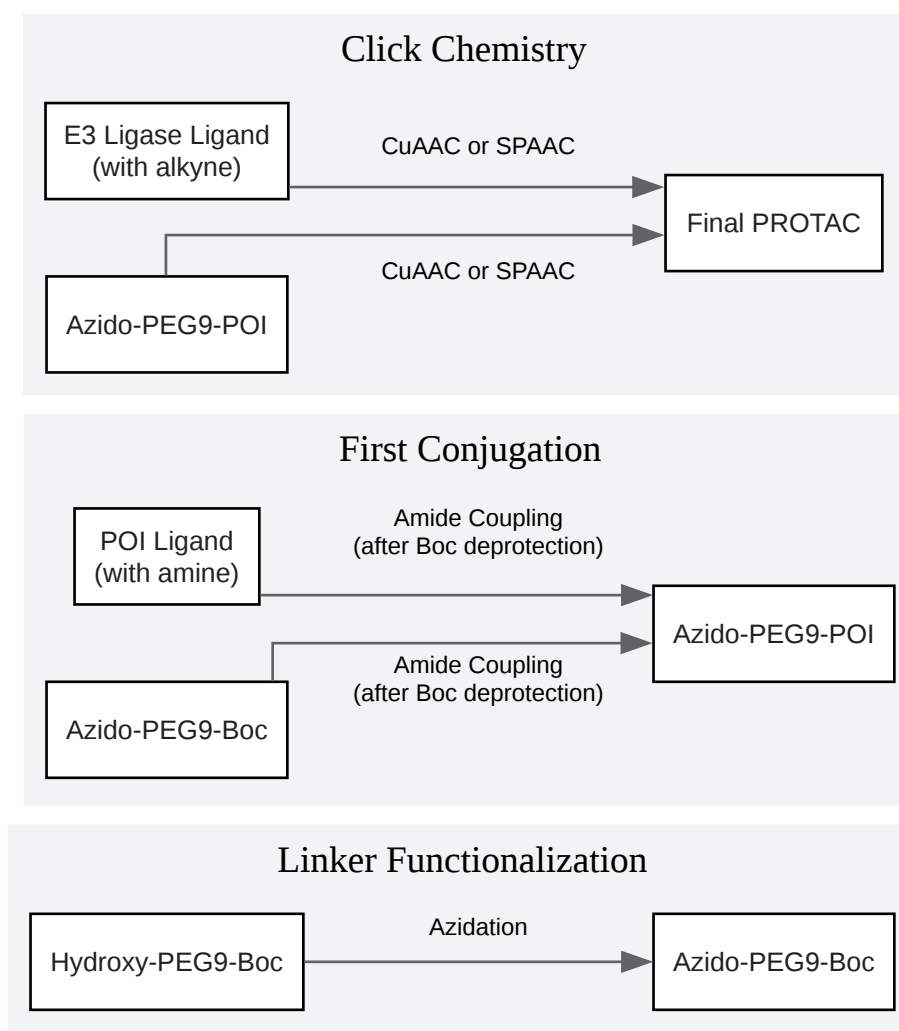 Click Chemistry
E3 Ligase Ligand
(with alkyne)
CuAAC or SPAAC
Final PROTAC
CuAAC or SPAAC
Azido-PEG9-POI
First Conjugation
POI Ligand
(with amine)
Amide Coupling
(after Boc deprotection)
Azido-PEG9-POI
Amide Coupling
(after Boc deprotection)
Azido-PEG9-Boc
Linker Functionalization
Hydroxy-PEG9-Boc
Azidation
Azido-PEG9-Boc